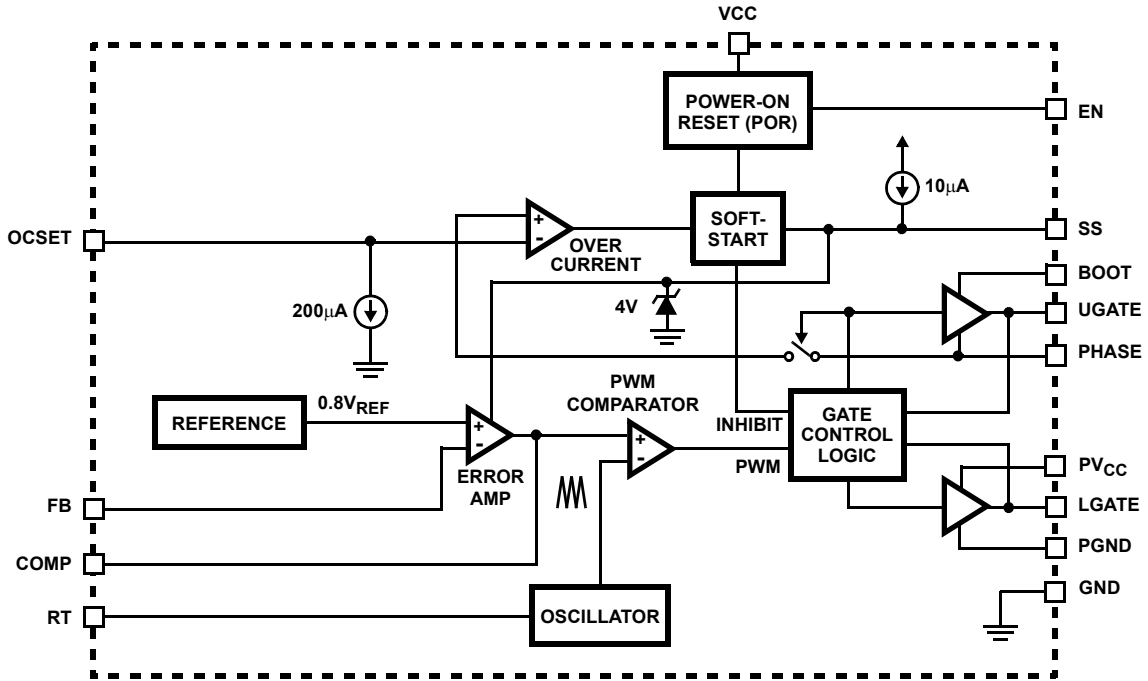 VCC
POWER-ON
RESET (POR)
EN
10μA
OCSET
+
-
OVER
CURRENT
SOFT-
START
SS
BOOT
200μA
4V
UGATE
PHASE
PWM
COMPARATOR
REFERENCE
0.8VREF
+
-
ERROR
AMP
+
-
INHIBIT
PWM
GATE
CONTROL
LOGIC
PVCC
FB
LGATE
COMP
PGND
GND
RT
OSCILLATOR